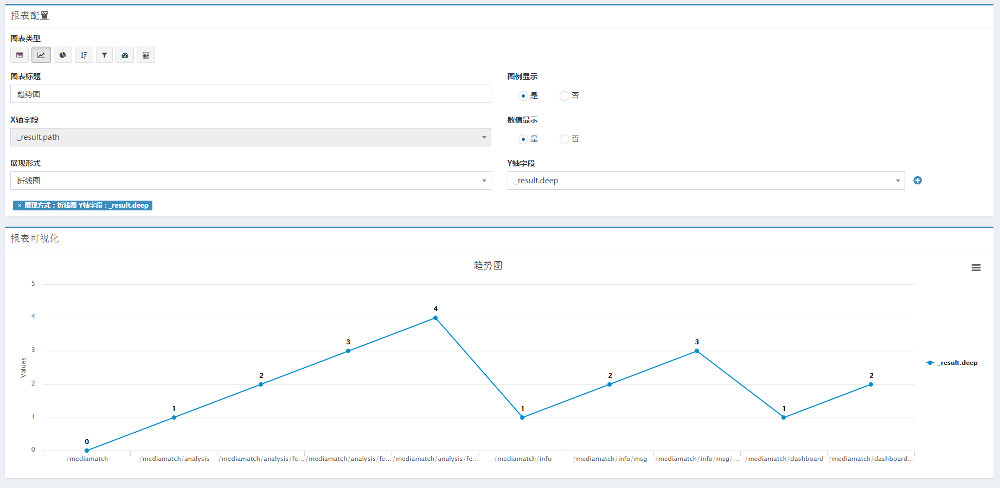 报表配置
图表类型
图表标题
图例显示
趋势图
是 否
X轴字段
数值显示
_result.path
是 否
展现形式
Y轴字段
折线图
_result.deep
× 展现方式：折线图 Y轴字段：_result.deep
报表可视化
趋势图
5
4
3
2
1
0
Values
0
1
2
3
4
1
2
3
1
2
_result.deep
/mediamatch
/mediamatch/analysis
/mediamatch/analysis/fe...
/mediamatch/analysis/fe...
/mediamatch/analysis/fe...
/mediamatch/info
/mediamatch/info/msg
/mediamatch/info/msg/...
/mediamatch/dashboard
/mediamatch/dashboard...